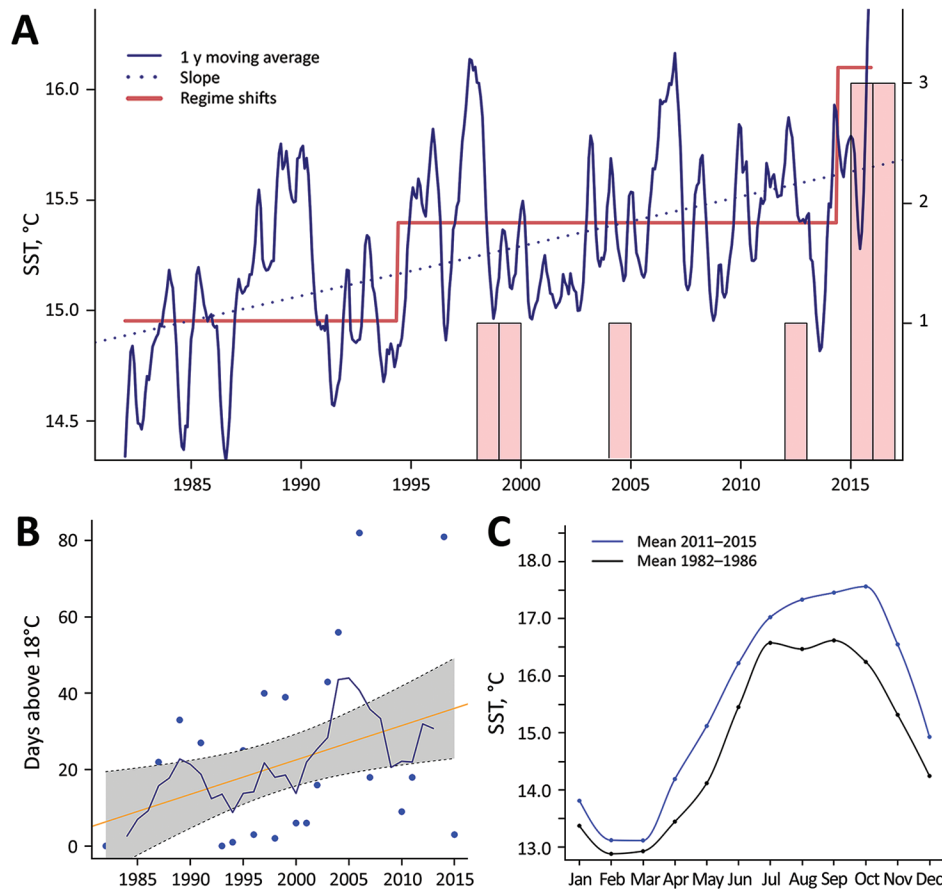 A
1 y moving average
Slope
Regime shifts
SST, °C
16.0
15.5
15.0
14.5
3
2
1
1985 1990 1995 2000 2005 2010 2015
B
Days above 18°C
80
60
40
20
0
1985 1990 1995 2000 2005 2010 2015
C
Mean 2011–2015
Mean 1982–1986
SST, °C
18.0
17.0
16.0
15.0
14.0
13.0
Jan Feb Mar Apr May Jun Jul Aug Sep Oct Nov Dec